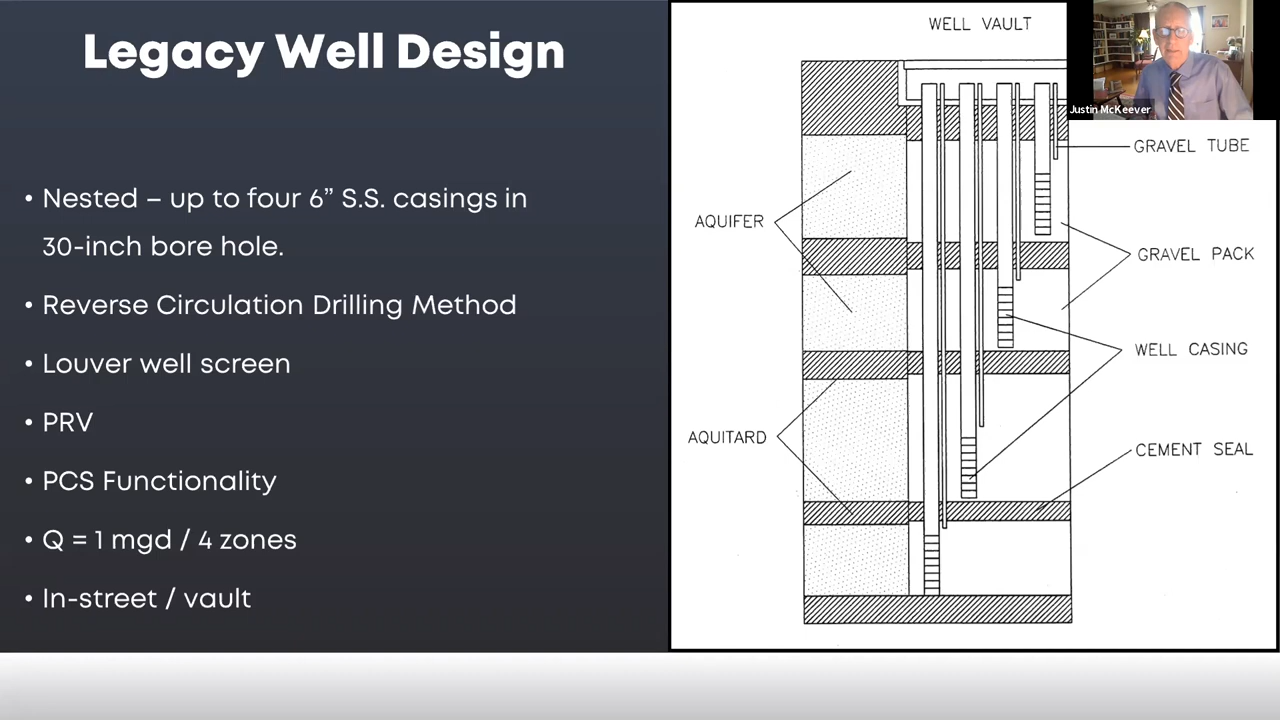 Legacy Well Design
• Nested – up to four 6” S.S. casings in
30-inch bore hole.
• Reverse Circulation Drilling Method
• Louver well screen
• PRV
• PCS Functionality
• Q = 1 mgd / 4 zones
• In-street / vault
WELL VAULT
Justin McKeever
GRAVEL TUBE
AQUIFER
GRAVEL PACK
WELL CASING
AQUITARD
CEMENT SEAL